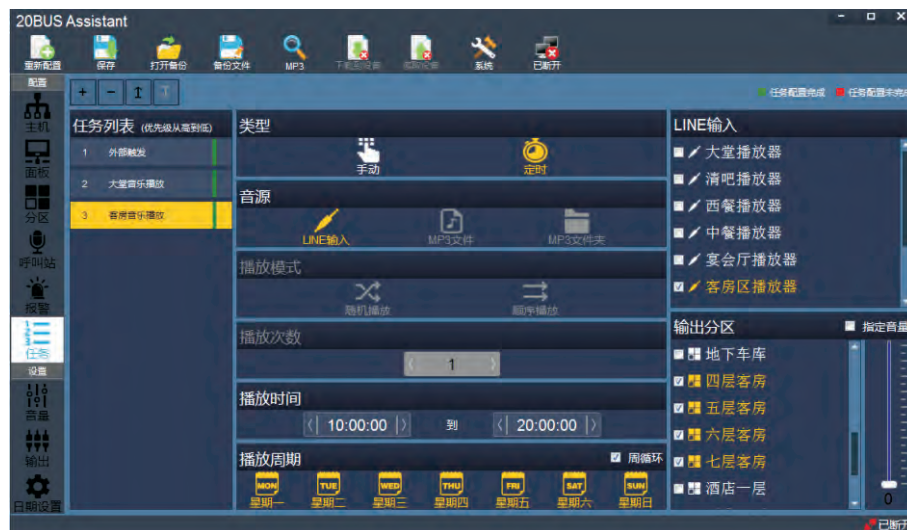 20BUS Assistant
重新配置
保存
打开备份
备份文件
MP3
系统
已断开
配置
主机
面板
分区
呼叫站
报警
任务
设置
音量
输出
日期设置
+ -
任务配置完成
任务配置未完成
任务列表 (优先级从高到低)
1 外部触发
2 大堂音乐播放
3 客房音乐播放
类型
手动
定时
音源
LINE输入
MP3文件
MP3文件夹
播放模式
随机播放
顺序播放
播放次数
1
播放时间
10:00:00 到 20:00:00
播放周期
周循环
MON TUE WED THU FRI SAT SUN
星期一 星期二 星期三 星期四 星期五 星期六 星期日
LINE输入
大堂播放器
清吧播放器
西餐播放器
中餐播放器
宴会厅播放器
客房区播放器
输出分区
指定音量
地下车库
四层客房
五层客房
六层客房
七层客房
酒店一层
0
已断开